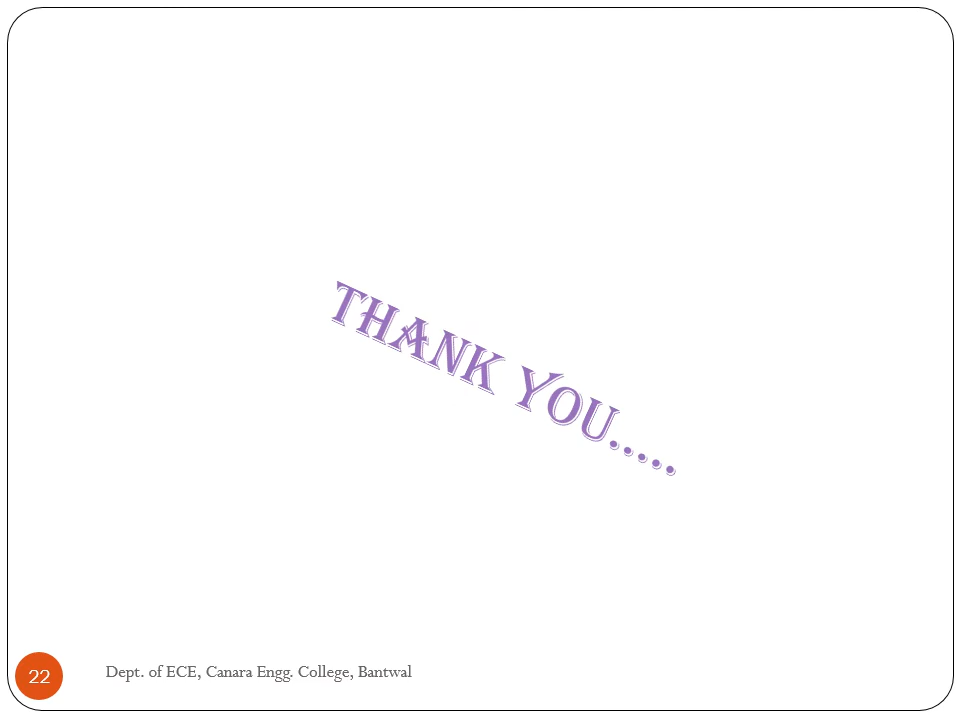 THANK YOU.....
22
Dept. of ECE, Canara Engg. College, Bantwal